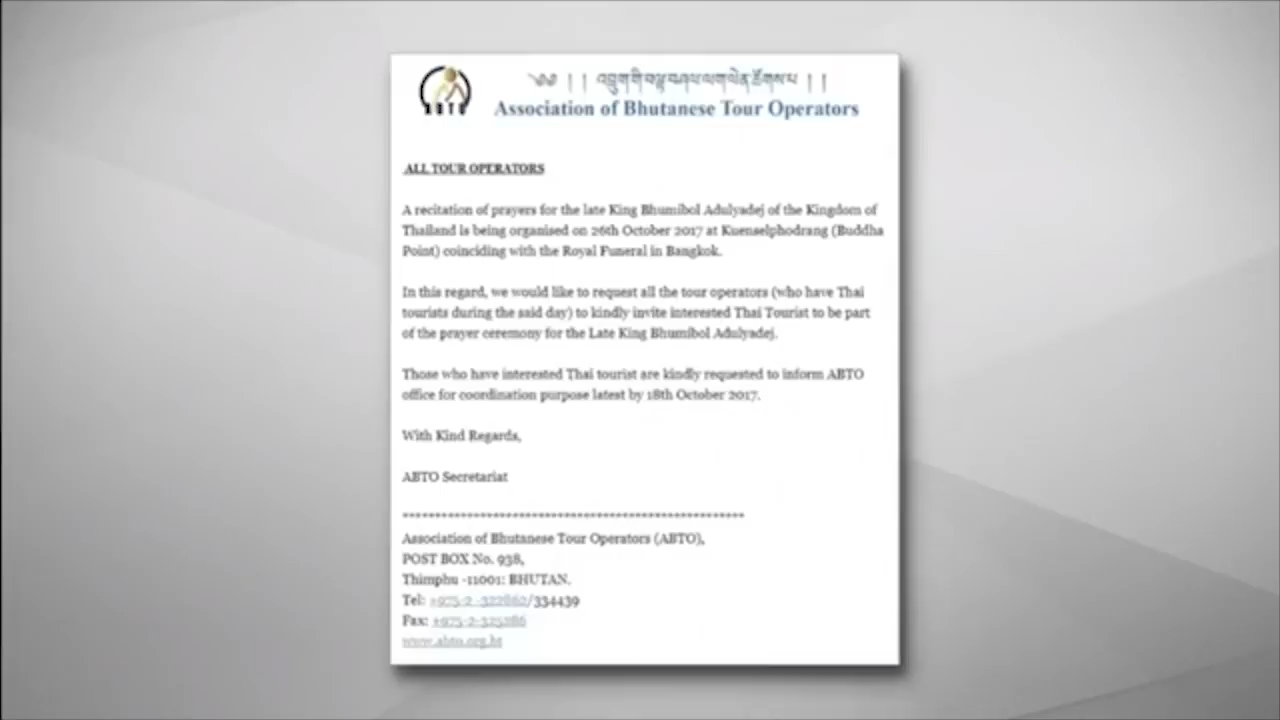 ༄༅ ། ། འབྲུག་གི་བལྟ་བཤལ་ལག་ལེན་ཚོགས་པ ། །
ABTO
Association of Bhutanese Tour Operators
ALL TOUR OPERATORS
A recitation of prayers for the late King Bhumibol Adulyadej of the Kingdom of
Thailand is being organised on 26th October 2017 at Kuenselphodrang (Buddha
Point) coinciding with the Royal Funeral in Bangkok.
In this regard, we would like to request all the tour operators (who have Thai
tourists during the said day) to kindly invite interested Thai Tourist to be part
of the prayer ceremony for the Late King Bhumibol Adulyadej.
Those who have interested Thai tourist are kindly requested to inform ABTO
office for coordination purpose latest by 18th October 2017.
With Kind Regards,
ABTO Secretariat
*****************************************************
Association of Bhutanese Tour Operators (ABTO),
POST BOX No. 938,
Thimphu -11001: BHUTAN.
Tel: +975-2 -322862/334439
Fax: +975-2-325286
www.abto.org.bt